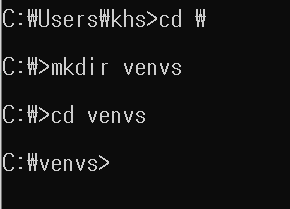 C:₩Users₩khs>cd ₩
C:₩>mkdir venvs
C:₩>cd venvs
C:₩venvs>